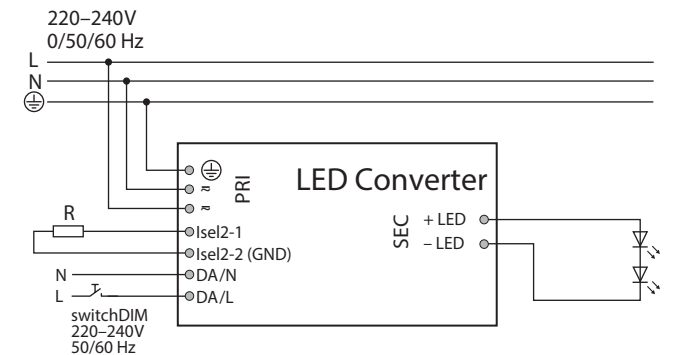 220–240V
0/50/60 Hz
L
N
LED Converter
PRI
≂
≂
R
Isel2-1
Isel2-2 (GND)
SEC
+ LED
– LED
N
DA/N
L
DA/L
switchDIM
220–240V
50/60 Hz